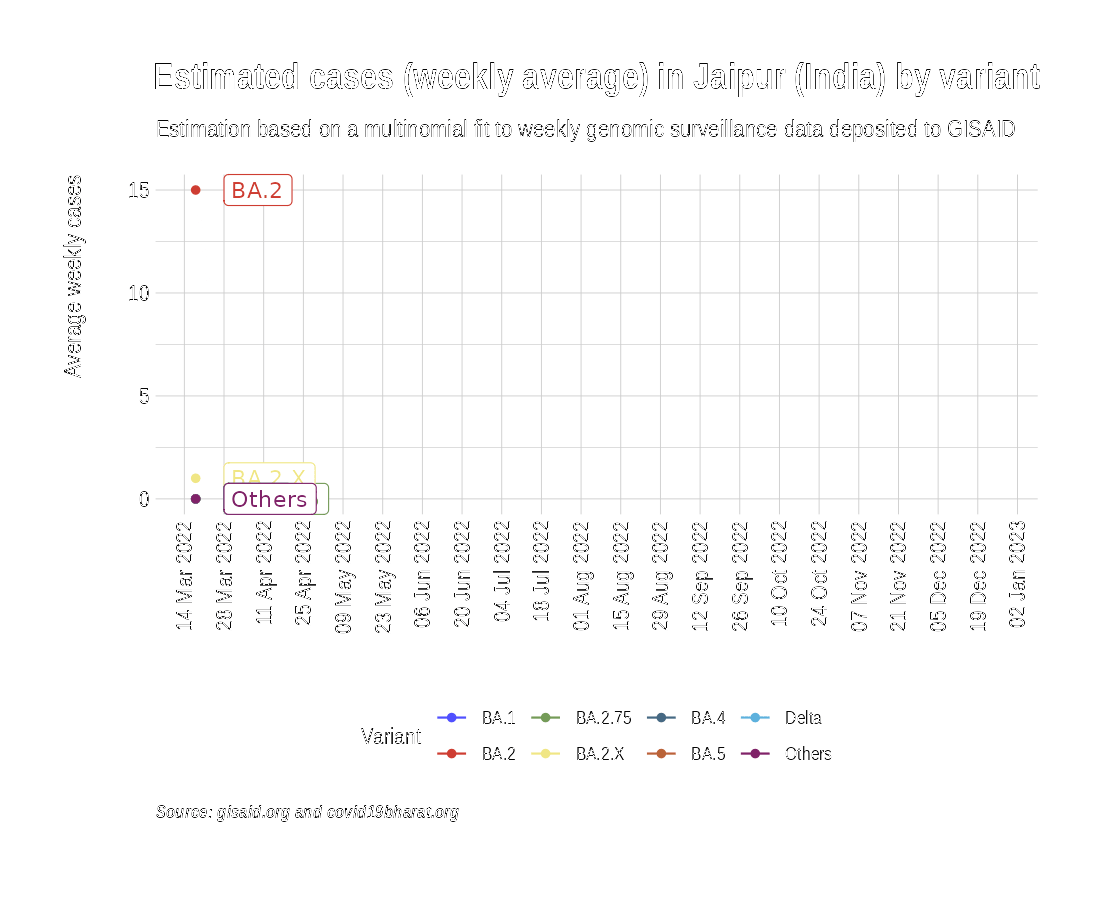 Estimated cases (weekly average) in Jaipur (India) by variant
Estimation based on a multinomial fit to weekly genomic surveillance data deposited to GISAID
Average weekly cases
15
10
5
0
BA.2
BA.2.X
Others
14 Mar 2022
28 Mar 2022
11 Apr 2022
25 Apr 2022
09 May 2022
23 May 2022
06 Jun 2022
20 Jun 2022
04 Jul 2022
18 Jul 2022
01 Aug 2022
15 Aug 2022
29 Aug 2022
12 Sep 2022
26 Sep 2022
10 Oct 2022
24 Oct 2022
07 Nov 2022
21 Nov 2022
05 Dec 2022
19 Dec 2022
02 Jan 2023
Variant
BA.1 BA.2.75 BA.4 Delta
BA.2 BA.2.X BA.5 Others
Source: gisaid.org and covid19bharat.org